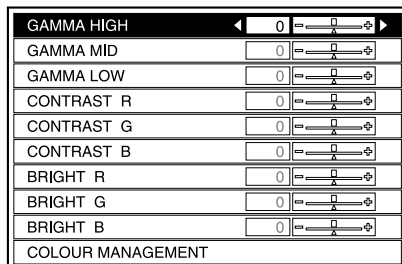 GAMMA HIGH 0
GAMMA MID 0
GAMMA LOW 0
CONTRAST R 0
CONTRAST G 0
CONTRAST B 0
BRIGHT R 0
BRIGHT G 0
BRIGHT B 0
COLOUR MANAGEMENT